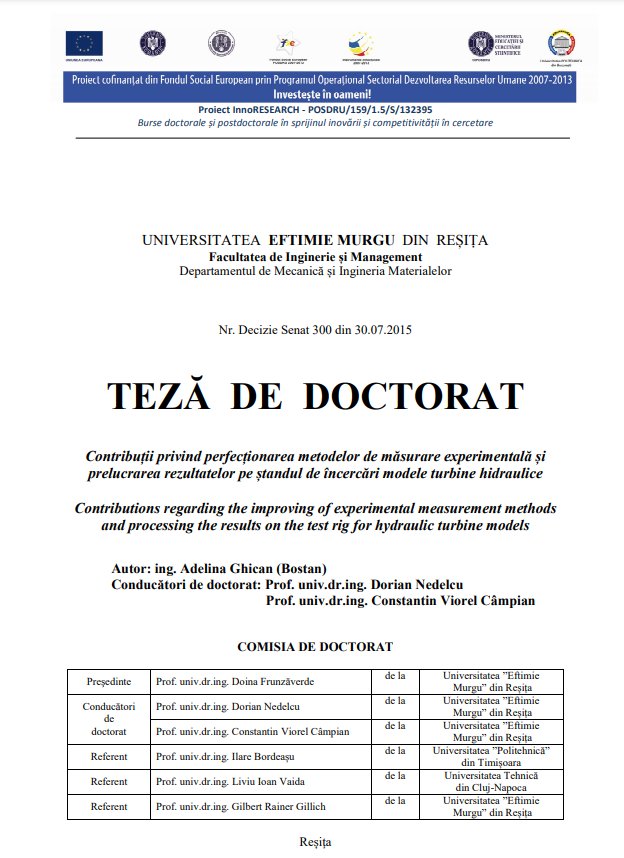 UNIUNEA EUROPEANĂ
Proiect cofinanțat din Fondul Social European prin Programul Operațional Sectorial Dezvoltarea Resurselor Umane 2007-2013
Investește în oameni!
Proiect InnoRESEARCH - POSDRU/159/1.5/S/132395
Burse doctorale și postdoctorale în sprijinul inovării și competitivității în cercetare
UNIVERSITATEA EFTIMIE MURGU DIN REȘIȚA
Facultatea de Inginerie și Management
Departamentul de Mecanică și Ingineria Materialelor
Nr. Decizie Senat 300 din 30.07.2015
TEZĂ DE DOCTORAT
Contribuții privind perfecționarea metodelor de măsurare experimentală și
prelucrarea rezultatelor pe ștandul de încercări modele turbine hidraulice
Contributions regarding the improving of experimental measurement methods
and processing the results on the test rig for hydraulic turbine models
Autor: ing. Adelina Ghican (Bostan)
Conducători de doctorat: Prof. univ.dr.ing. Dorian Nedelcu
Prof. univ.dr.ing. Constantin Viorel Câmpian
COMISIA DE DOCTORAT
Președinte Prof. univ.dr.ing. Doina Frunzăverde de la Universitatea ”Eftimie
Murgu” din Reșița
Conducători
de
doctorat
Prof. univ.dr.ing. Dorian Nedelcu de la Universitatea ”Eftimie
Murgu” din Reșița
Prof. univ.dr.ing. Constantin Viorel Câmpian de la Universitatea ”Eftimie
Murgu” din Reșița
Referent Prof. univ.dr.ing. Ilare Bordeașu de la Universitatea ”Politehnică”
din Timișoara
Referent Prof. univ.dr.ing. Liviu Ioan Vaida de la Universitatea Tehnică
din Cluj-Napoca
Referent Prof. univ.dr.ing. Gilbert Rainer Gillich de la Universitatea ”Eftimie
Murgu” din Reșița
Reșița